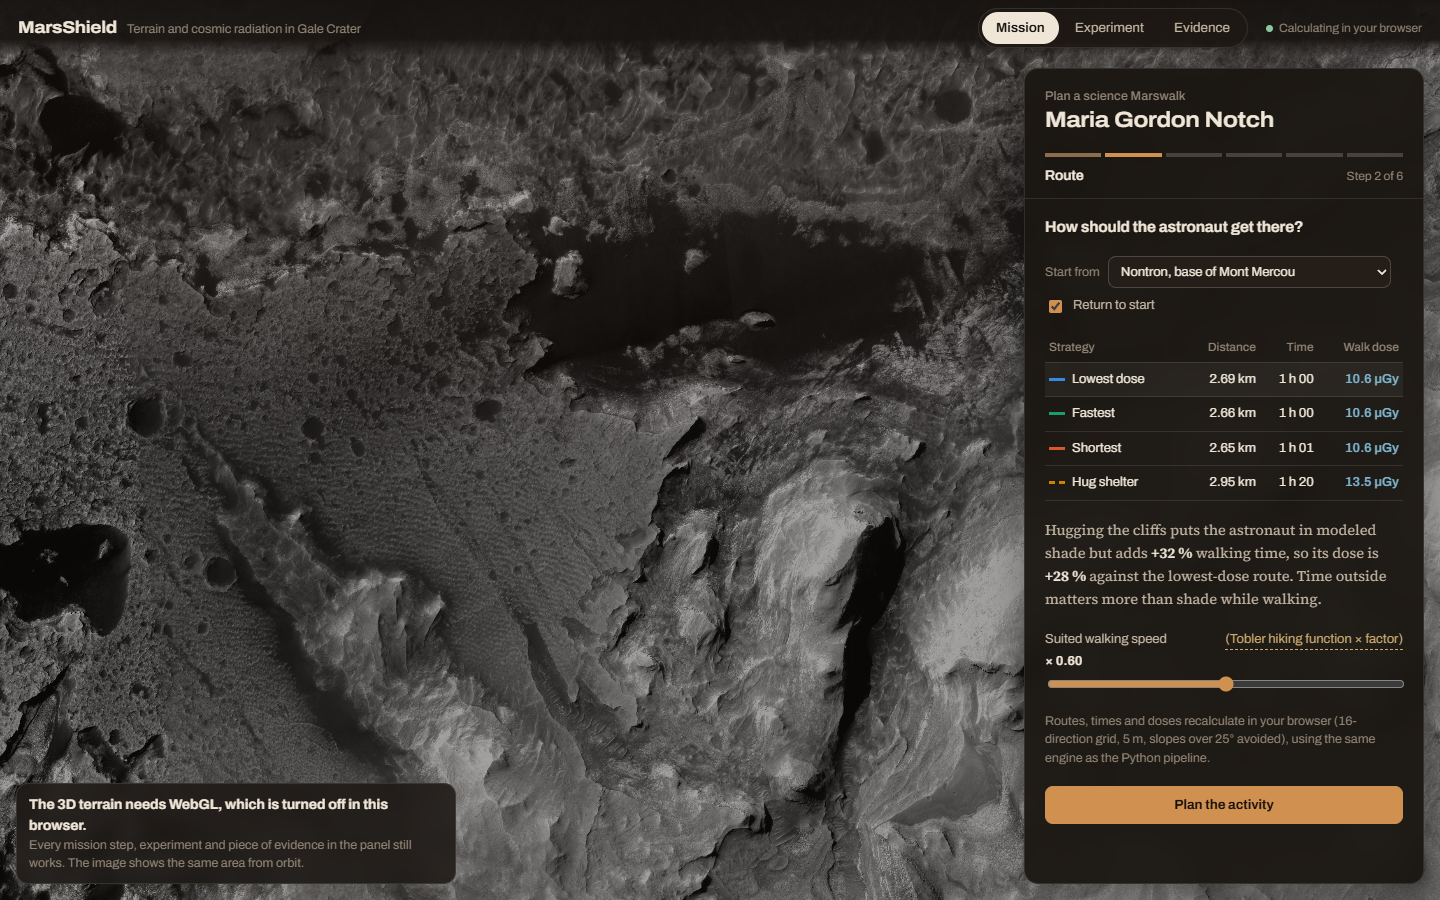 MarsShield Terrain and cosmic radiation in Gale Crater
Mission Experiment Evidence
Calculating in your browser
Plan a science Marswalk
Maria Gordon Notch
Route Step 2 of 6
How should the astronaut get there?
Start from Nontron, base of Mont Mercou
Return to start
Strategy Distance Time Walk dose
Lowest dose 2.69 km 1 h 00 10.6 µGy
Fastest 2.66 km 1 h 00 10.6 µGy
Shortest 2.65 km 1 h 01 10.6 µGy
Hug shelter 2.95 km 1 h 20 13.5 µGy
Hugging the cliffs puts the astronaut in modeled
shade but adds +32 % walking time, so its dose is
+28 % against the lowest-dose route. Time outside
matters more than shade while walking.
Suited walking speed (Tobler hiking function × factor)
× 0.60
Routes, times and doses recalculate in your browser (16-
direction grid, 5 m, slopes over 25° avoided), using the same
engine as the Python pipeline.
Plan the activity
The 3D terrain needs WebGL, which is turned off in this
browser.
Every mission step, experiment and piece of evidence in the panel still
works. The image shows the same area from orbit.